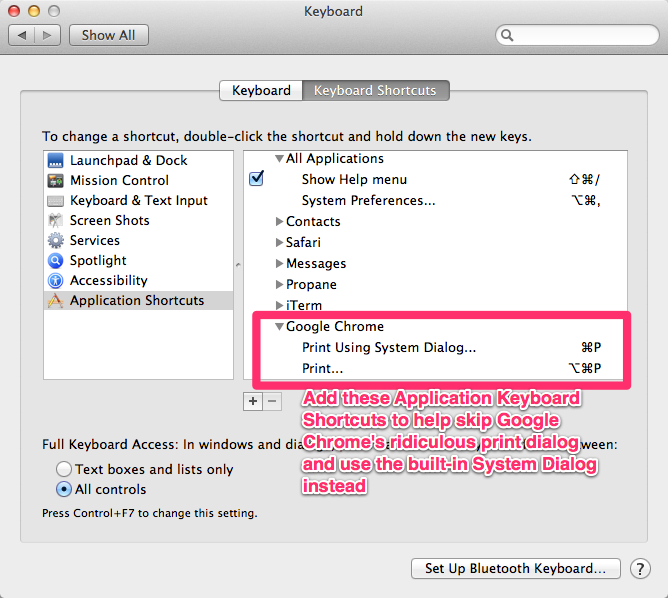 Keyboard
Show All
Keyboard
Keyboard Shortcuts
To change a shortcut, double-click the shortcut and hold down the new keys.
Launchpad & Dock
Mission Control
Keyboard & Text Input
Screen Shots
Services
Spotlight
Accessibility
Application Shortcuts
All Applications
Show Help menu ⇧⌘/
System Preferences... ⌥⌘,
Contacts
Safari
Messages
Propane
iTerm
Google Chrome
Print Using System Dialog... ⌘P
Print... ⌥⌘P
+ −
Add these Application Keyboard
Shortcuts to help skip Google
Chrome's ridiculous print dialog
and use the built-in System Dialog
instead
Full Keyboard Access: In windows and dia
ween:
Text boxes and lists only
All controls
Press Control+F7 to change this setting.
Set Up Bluetooth Keyboard...
?